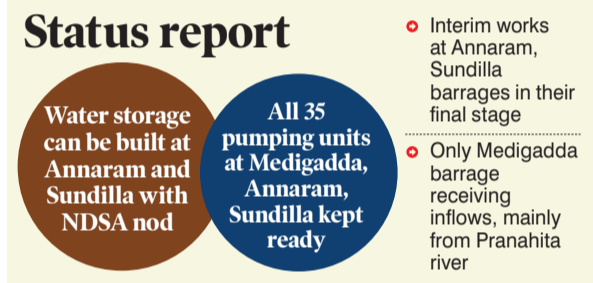 Status report
Water storage
can be built at
Annaram and
Sundilla with
NDSA nod
All 35
pumping units
at Medigadda,
Annaram,
Sundilla kept
ready
Interim works
at Annaram,
Sundilla
barrages in their
final stage
Only Medigadda
barrage
receiving
inflows, mainly
from Pranahita
river